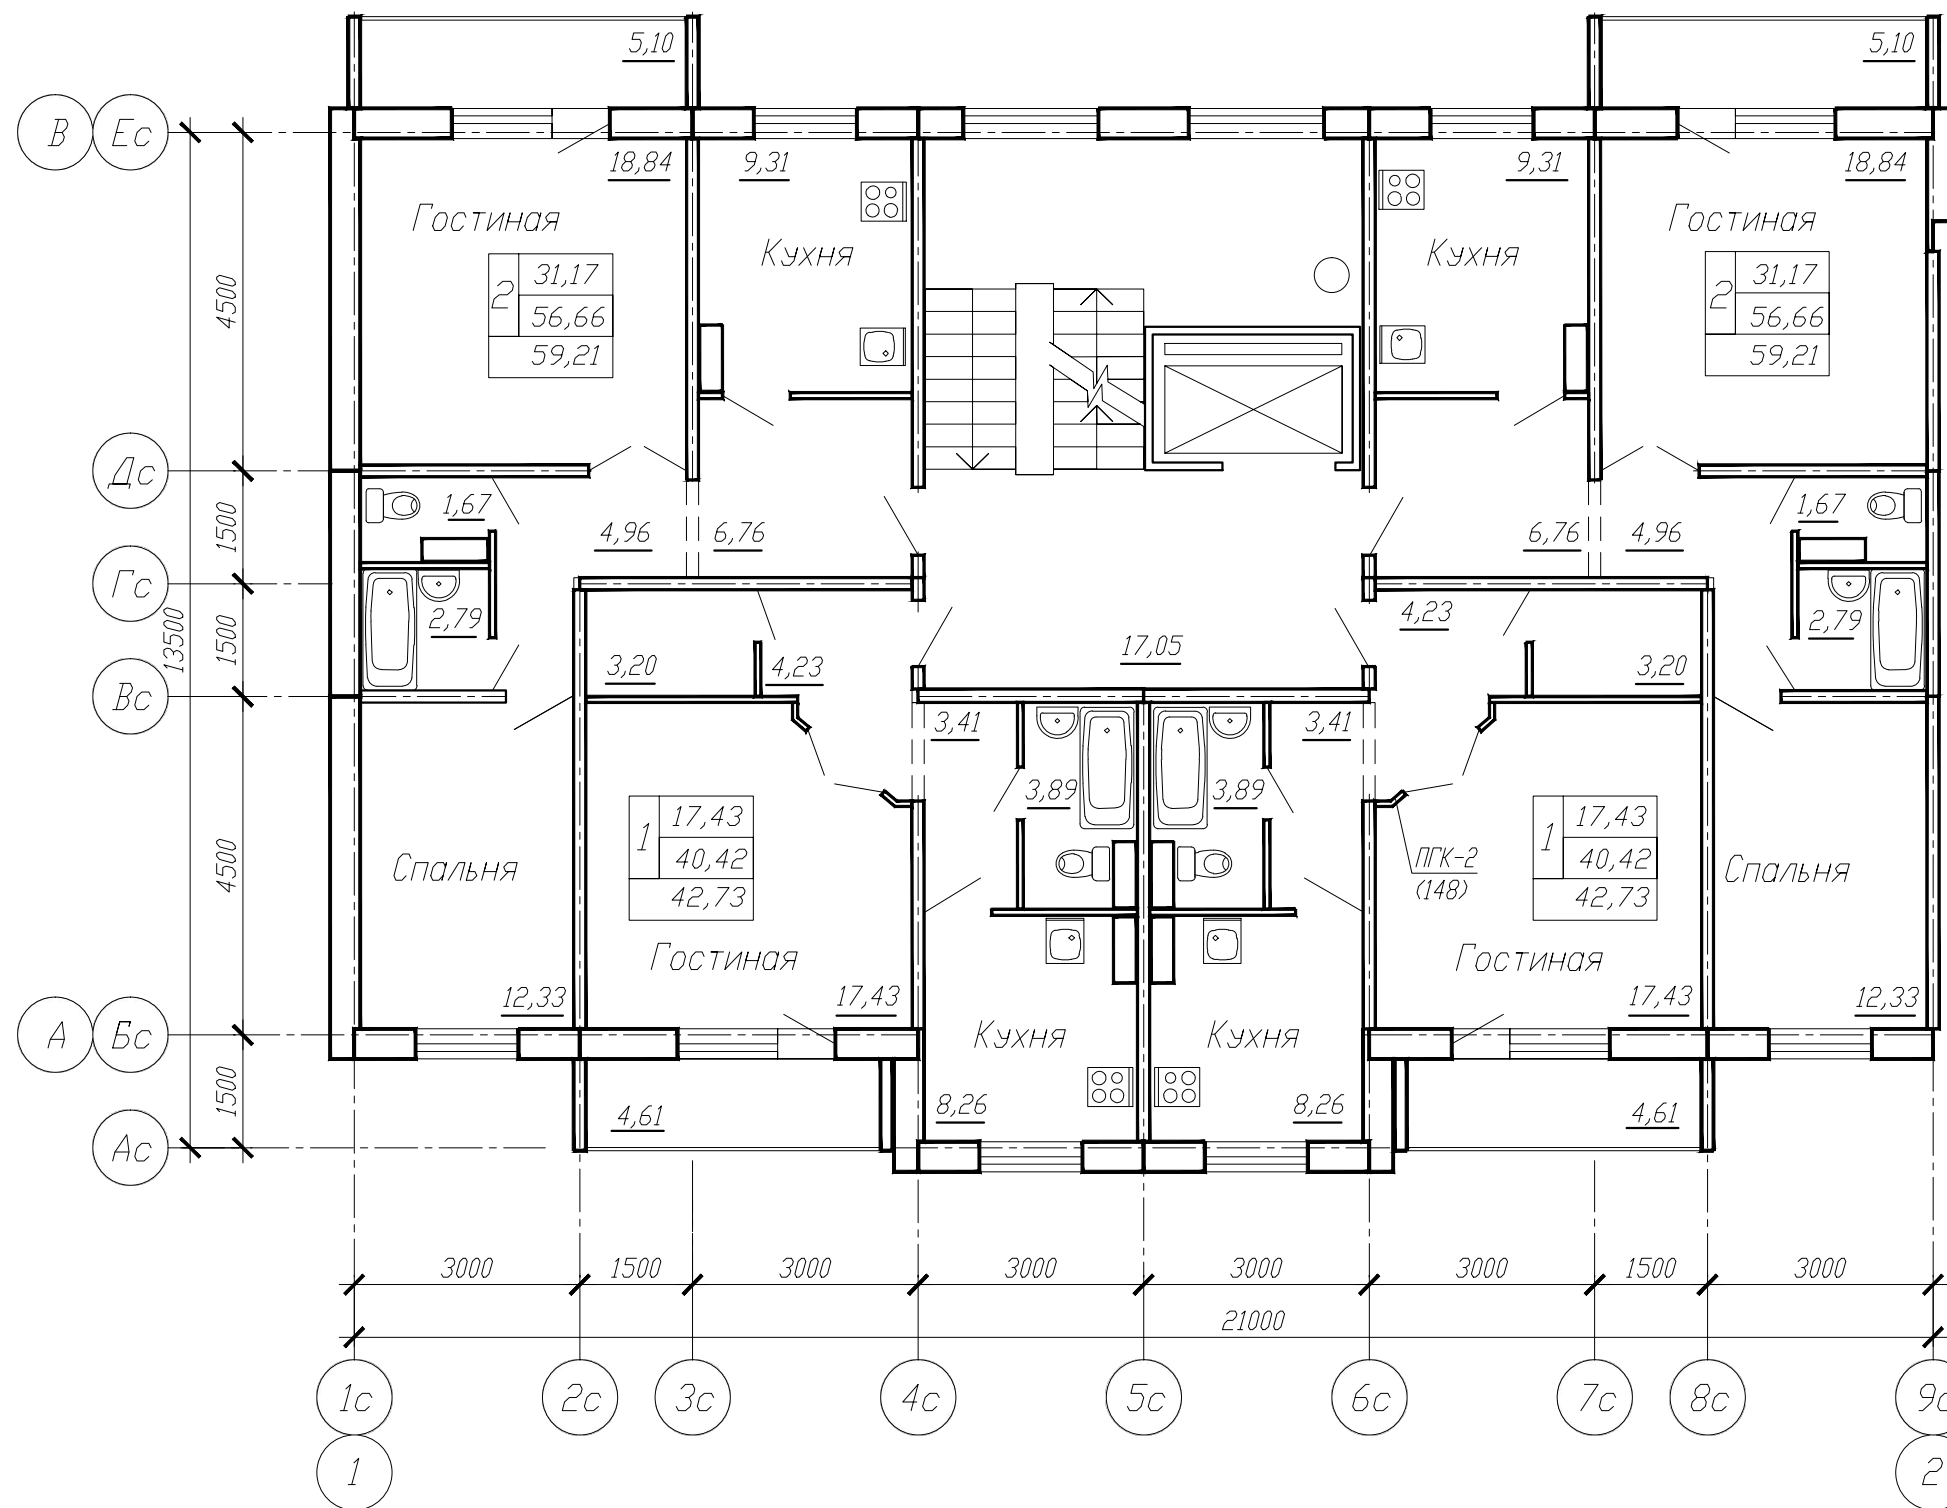 5,10
5,10
В
Ес
18,84
9,31
9,31
18,84
Гостиная
Кухня
Кухня
Гостиная
2
31,17
56,66
59,21
2
31,17
56,66
59,21
4500
Дс
1,67
4,96
6,76
6,76
4,96
1,67
1500
Гс
2,79
4,23
2,79
13500
1500
3,20
4,23
17,05
3,20
Вс
3,41
3,41
3,89
3,89
1
17,43
40,42
42,73
1
17,43
40,42
42,73
4500
Спальня
ПГК-2
(148)
Спальня
Гостиная
Гостиная
12,33
17,43
17,43
12,33
А
Бс
Кухня
Кухня
1500
4,61
8,26
8,26
4,61
Ас
3000
1500
3000
3000
3000
3000
1500
3000
21000
1с
2с
3с
4с
5с
6с
7с
8с
9с
1
2